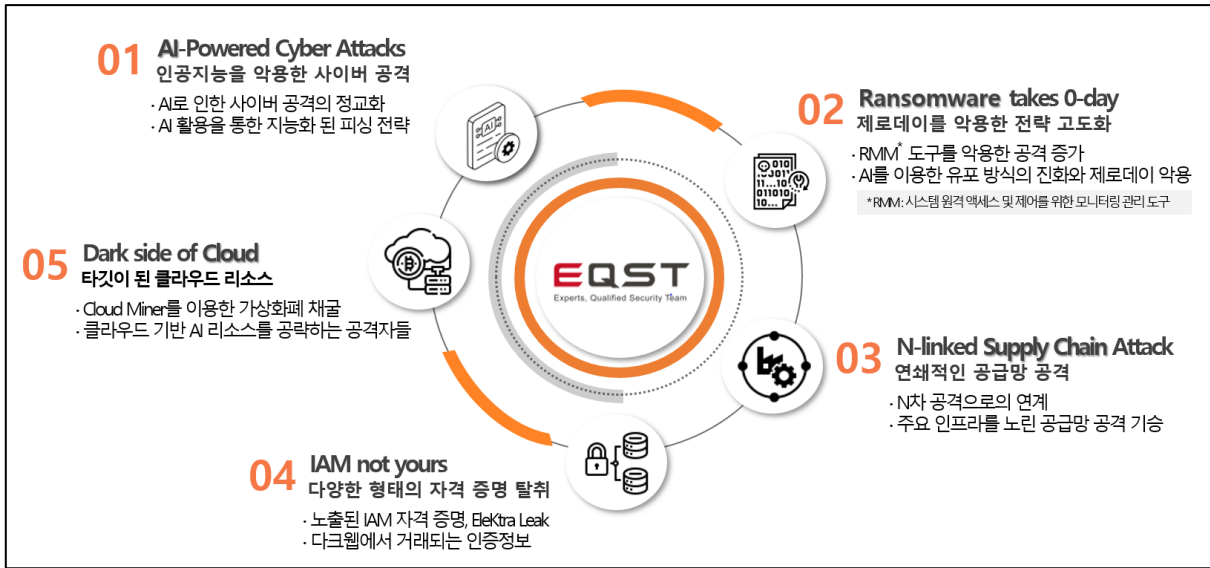 01
AI-Powered Cyber Attacks
인공지능을 악용한 사이버 공격
· AI로 인한 사이버 공격의 정교화
· AI 활용을 통한 지능화 된 피싱 전략
AI
02
Ransomware takes 0-day
제로데이를 악용한 전략 고도화
· RMM* 도구를 악용한 공격 증가
· AI를 이용한 유포 방식의 진화와 제로데이 악용
* RMM : 시스템 원격 액세스 및 제어를 위한 모니터링 관리 도구
010
0011
11...10
011010
10...
05
Dark side of Cloud
타깃이 된 클라우드 리소스
· Cloud Miner를 이용한 가상화폐 채굴
· 클라우드 기반 AI 리소스를 공략하는 공격자들
EQST
Experts, Qualified Security Team
03
N-linked Supply Chain Attack
연쇄적인 공급망 공격
· N차 공격으로의 연계
· 주요 인프라를 노린 공급망 공격 기승
04
IAM not yours
다양한 형태의 자격 증명 탈취
· 노출된 IAM 자격 증명, EleKtra Leak
· 다크웹에서 거래되는 인증정보